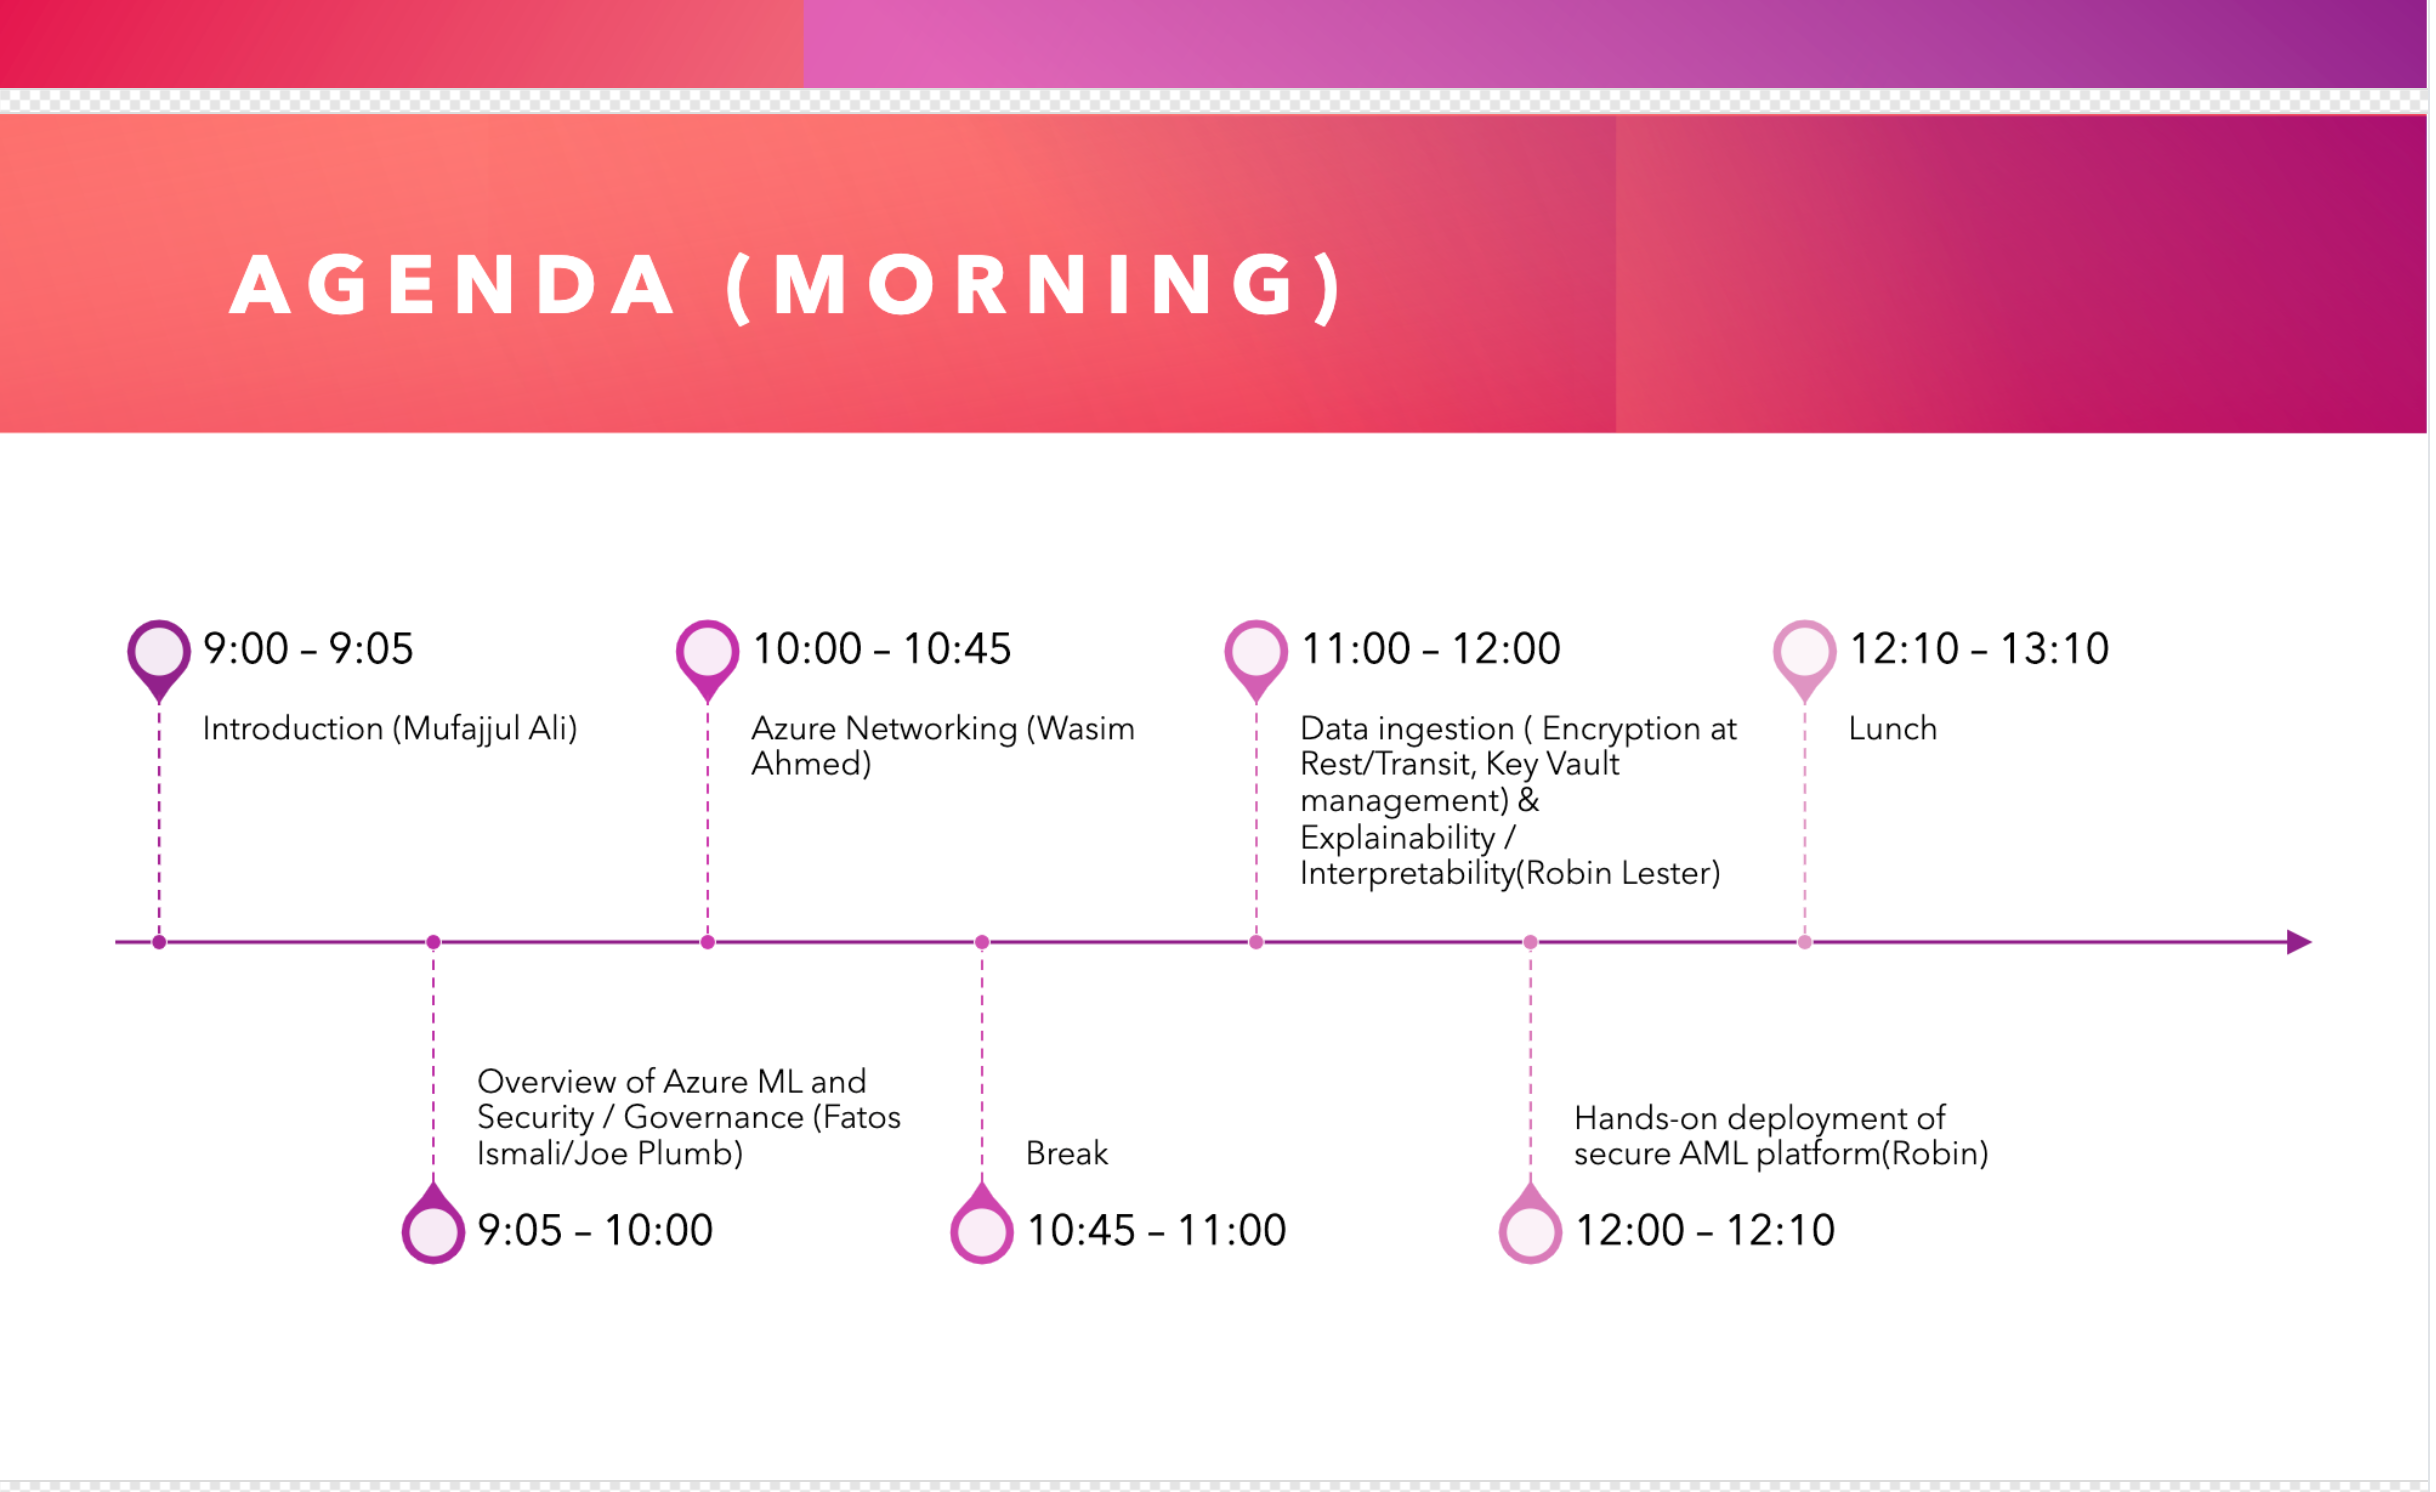 AGENDA (MORNING)
9:00 – 9:05
Introduction (Mufajjul Ali)
Overview of Azure ML and
Security / Governance (Fatos
Ismali/Joe Plumb)
9:05 – 10:00
10:00 – 10:45
Azure Networking (Wasim
Ahmed)
Break
10:45 – 11:00
11:00 – 12:00
Data ingestion ( Encryption at
Rest/Transit, Key Vault
management) &
Explainability /
Interpretability(Robin Lester)
Hands-on deployment of
secure AML platform(Robin)
12:00 – 12:10
12:10 – 13:10
Lunch